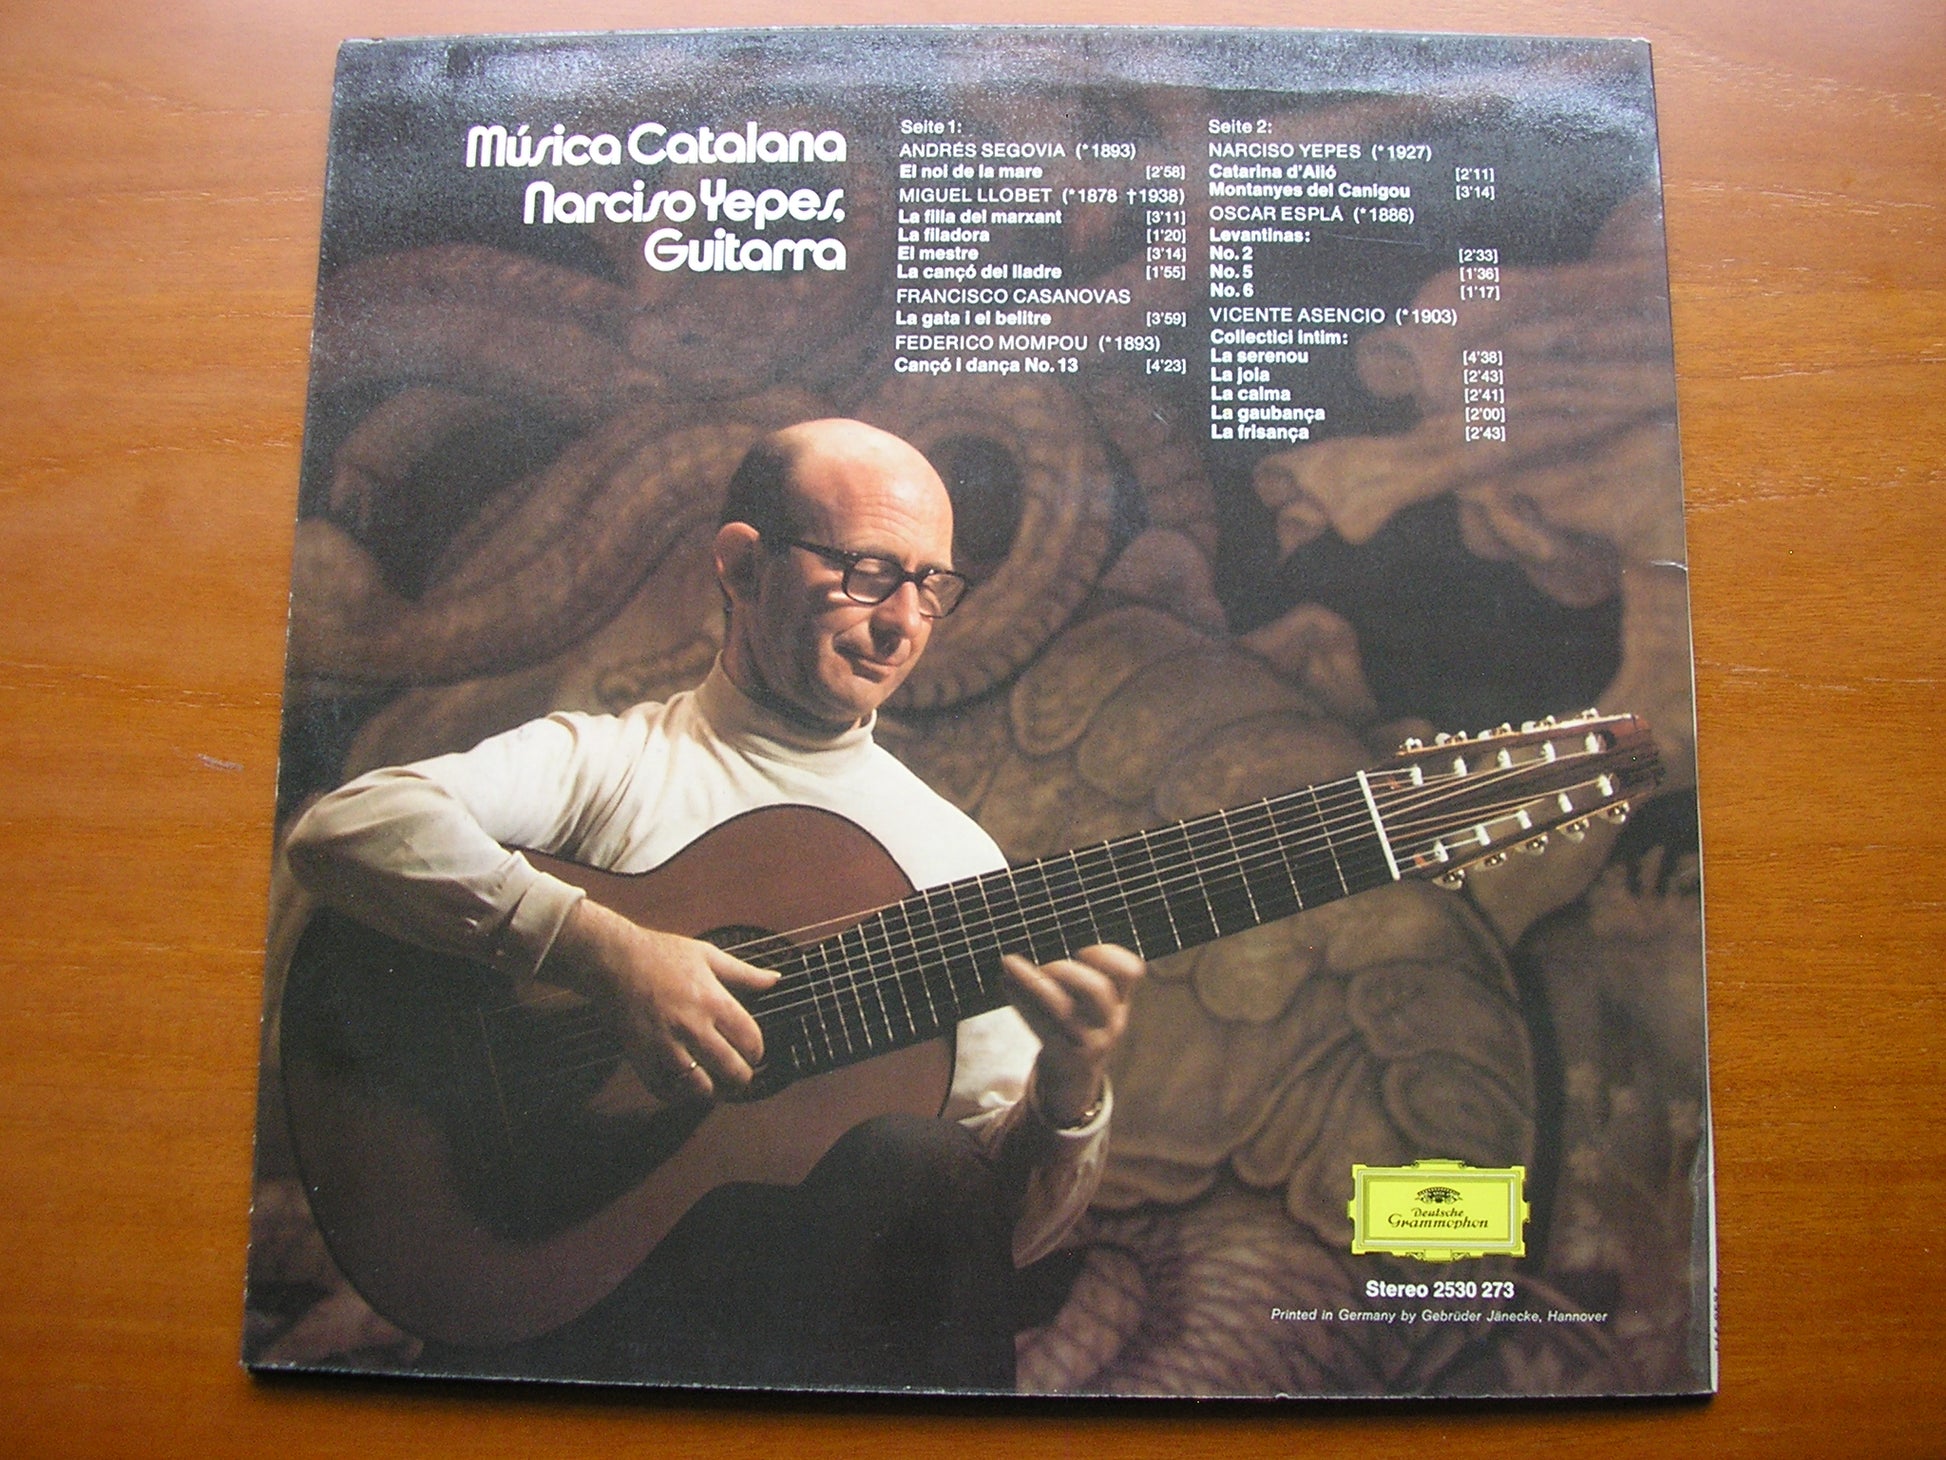 Música Catalana
Narciso Yepes,
Guitarra
Seite 1:
ANDRÉS SEGOVIA (*1893)
El noi de la mare [2'58]
MIGUEL LLOBET (*1878 †1938)
La filla del marxant [3'11]
La filadora [1'20]
El mestre [3'14]
La cançó del lladre [1'55]
FRANCISCO CASANOVAS
La gata i el belitre [3'59]
FEDERICO MOMPOU (*1893)
Cançó i dança No. 13 [4'23]
Seite 2:
NARCISO YEPES (*1927)
Catarina d'Alió [2'11]
Montanyes del Canigou [3'14]
OSCAR ESPLÁ (*1886)
Levantinas:
No. 2 [2'33]
No. 5 [1'36]
No. 6 [1'17]
VICENTE ASENCIO (*1903)
Collectici intim:
La serenou [4'38]
La joia [2'43]
La calma [2'41]
La gaubança [2'00]
La frisança [2'43]
Deutsche
Grammophon
Stereo 2530 273
Printed in Germany by Gebrüder Jänecke, Hannover